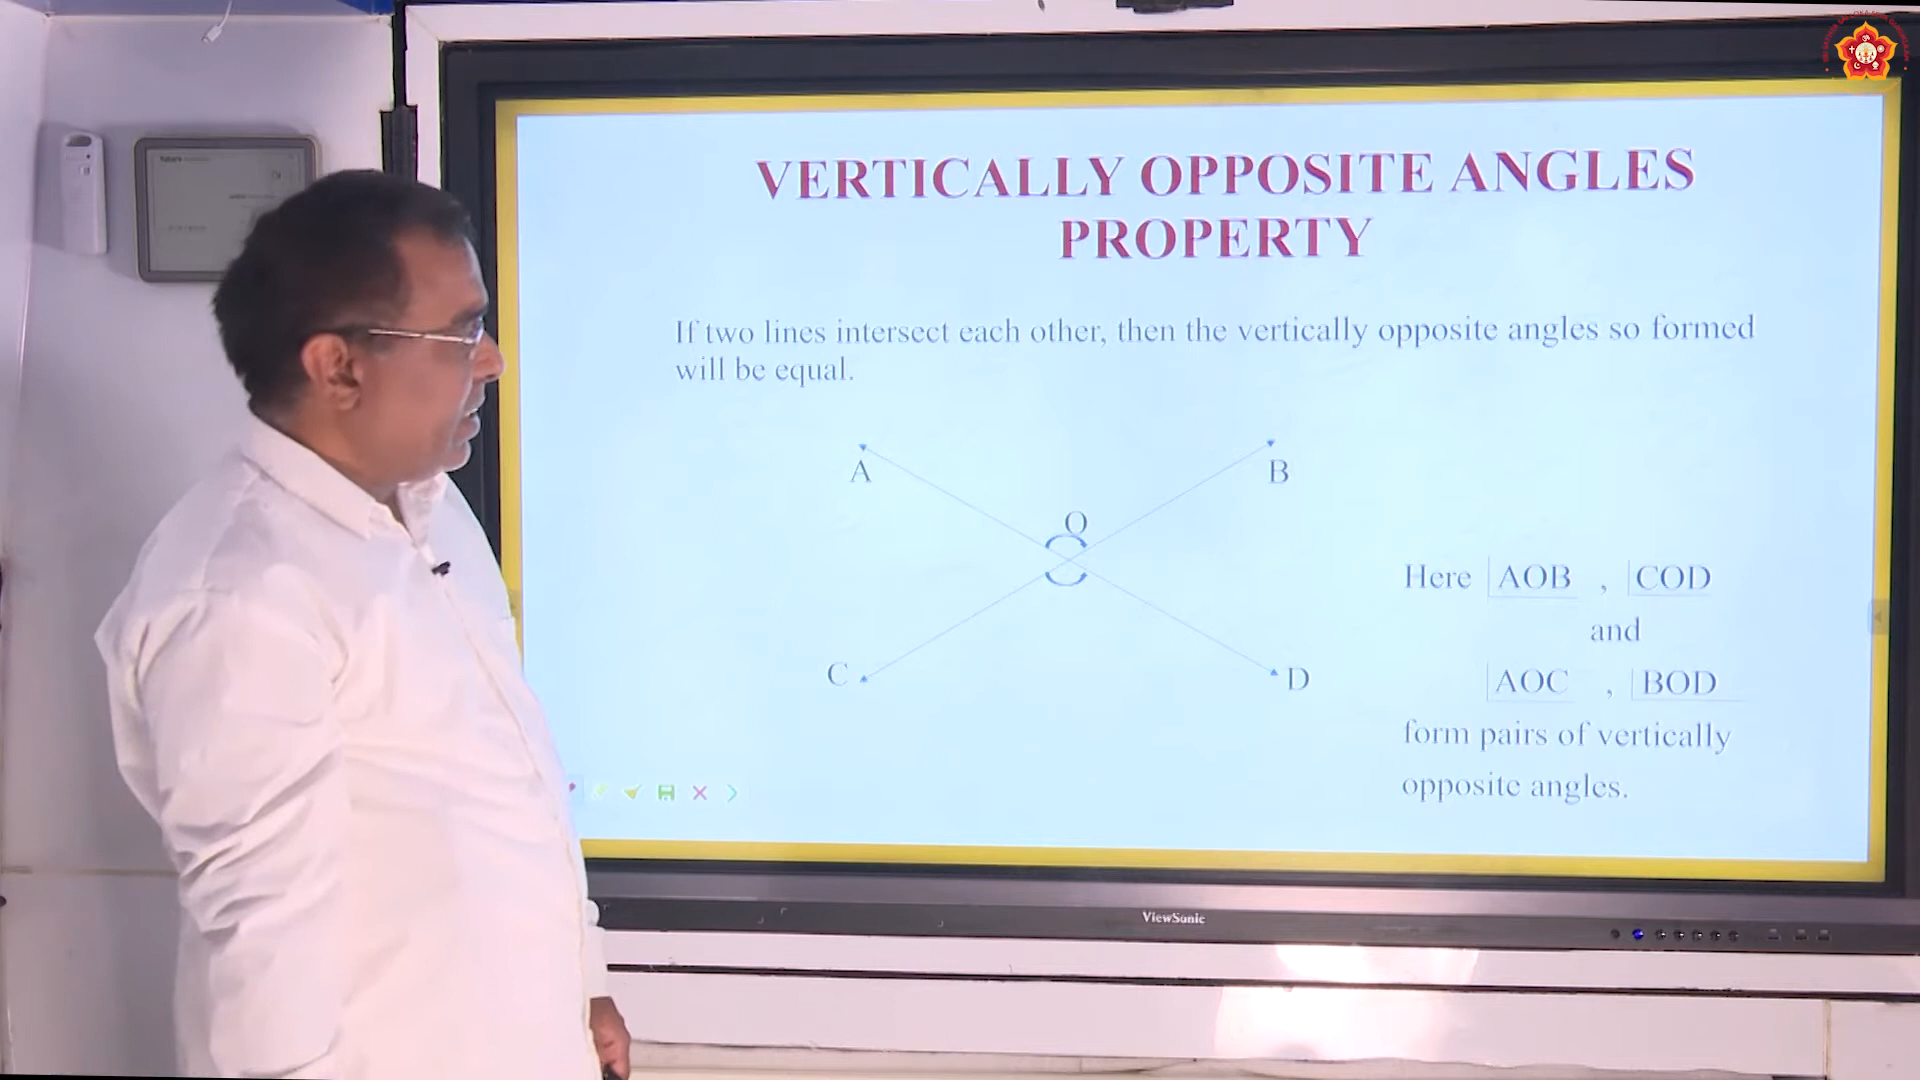 VERTICALLY OPPOSITE ANGLES
PROPERTY
If two lines intersect each other, then the vertically opposite angles so formed
will be equal.
A
B
O
C
D
Here AOB , COD
and
AOC , BOD
form pairs of vertically
opposite angles.
ViewSonic